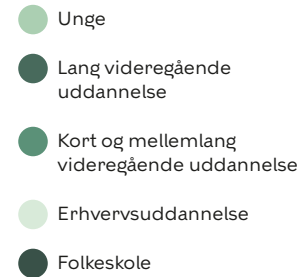 Unge
Lang videregående
uddannelse
Kort og mellemlang
videregående uddannelse
Erhvervsuddannelse
Folkeskole